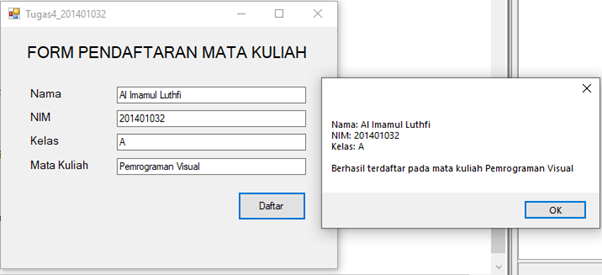 Tugas4_201401032
FORM PENDAFTARAN MATA KULIAH
Nama
Al Imamul Luthfi
NIM
201401032
Kelas
A
Mata Kuliah
Pemrograman Visual
Daftar
Nama: Al Imamul Luthfi
NIM: 201401032
Kelas: A
Berhasil terdaftar pada mata kuliah Pemrograman Visual
OK